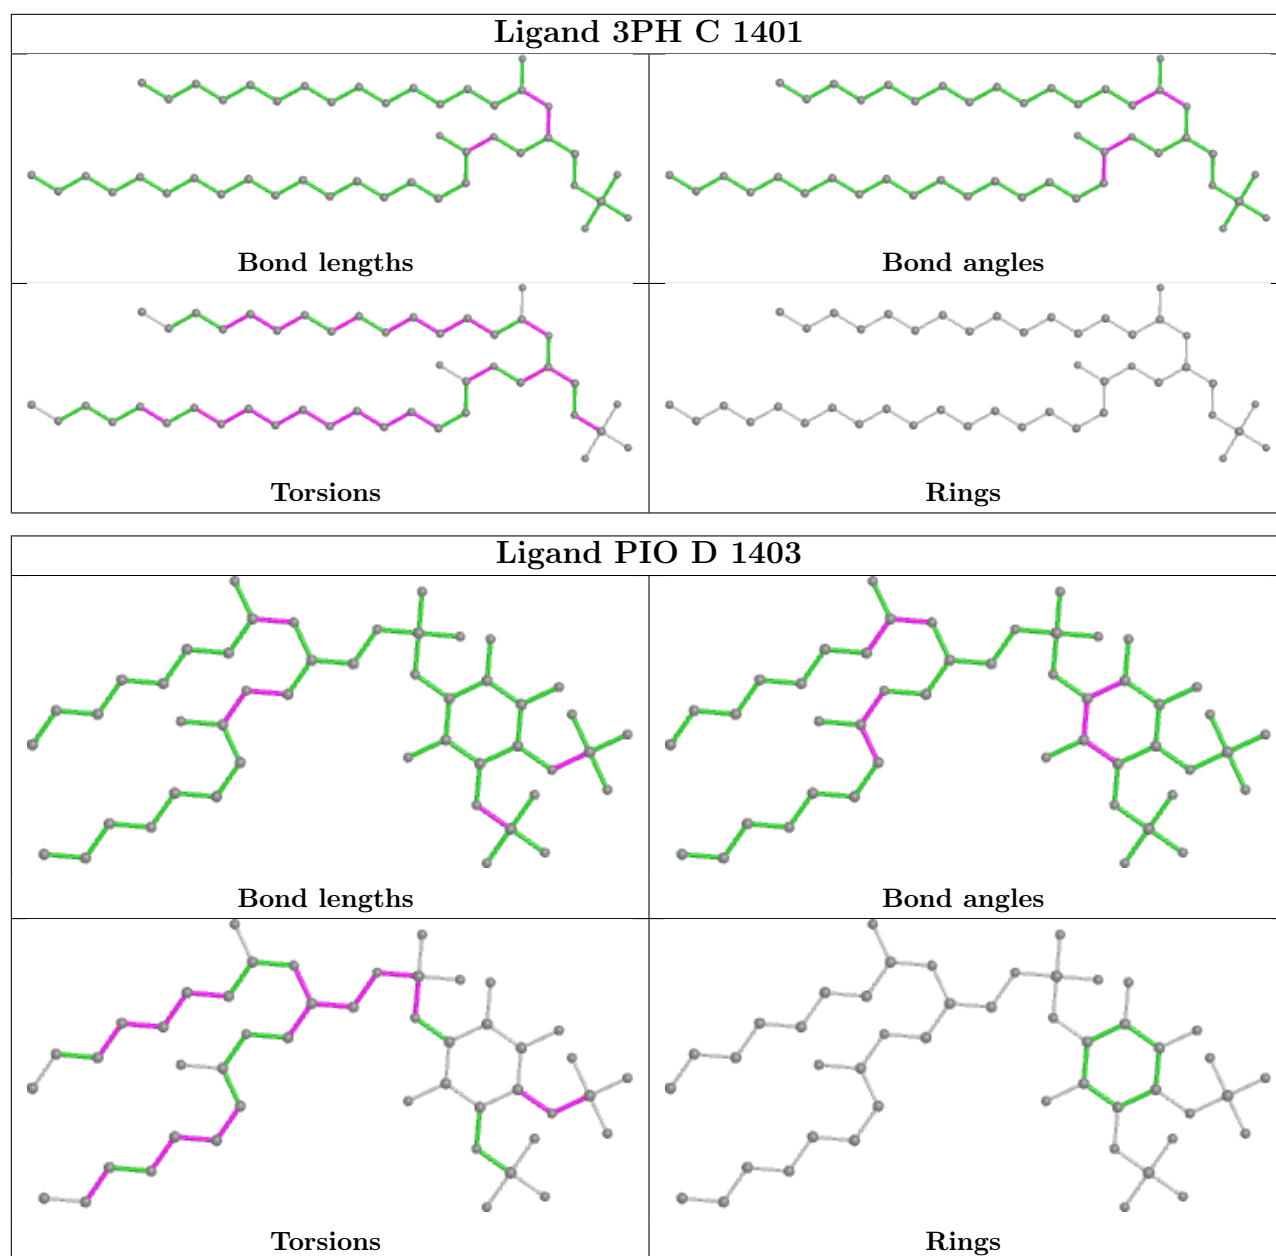 Ligand 3PH C 1401
Bond lengths
Bond angles
Torsions
Rings
Ligand PIO D 1403
Bond lengths
Bond angles
Torsions
Rings